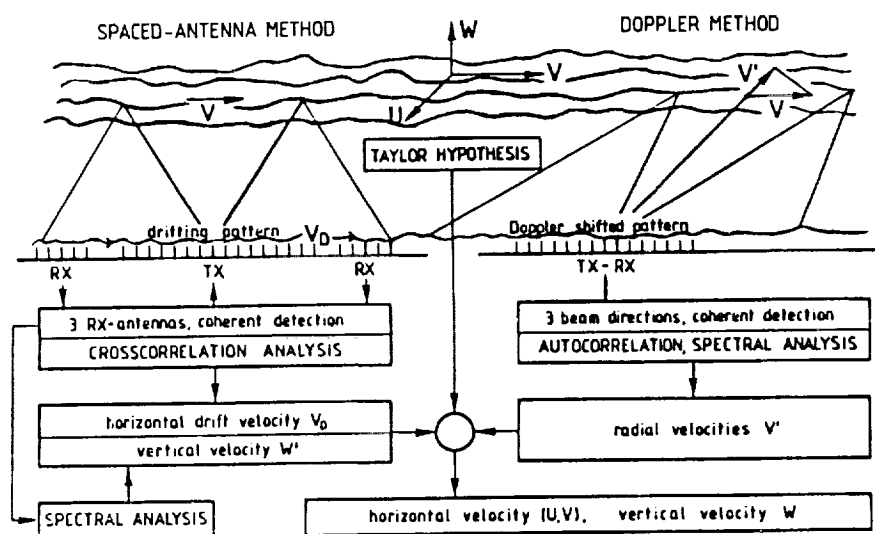 SPACED-ANTENNA METHOD
W
DOPPLER METHOD
V
V
U
V'
V
TAYLOR HYPOTHESIS
drifting pattern V_D
Doppler shifted pattern
RX
TX
RX
TX-RX
3 RX-antennas, coherent detection
CROSSCORRELATION ANALYSIS
3 beam directions, coherent detection
AUTOCORRELATION, SPECTRAL ANALYSIS
horizontal drift velocity V_D
vertical velocity W'
radial velocities V'
SPECTRAL ANALYSIS
horizontal velocity (U,V), vertical velocity W